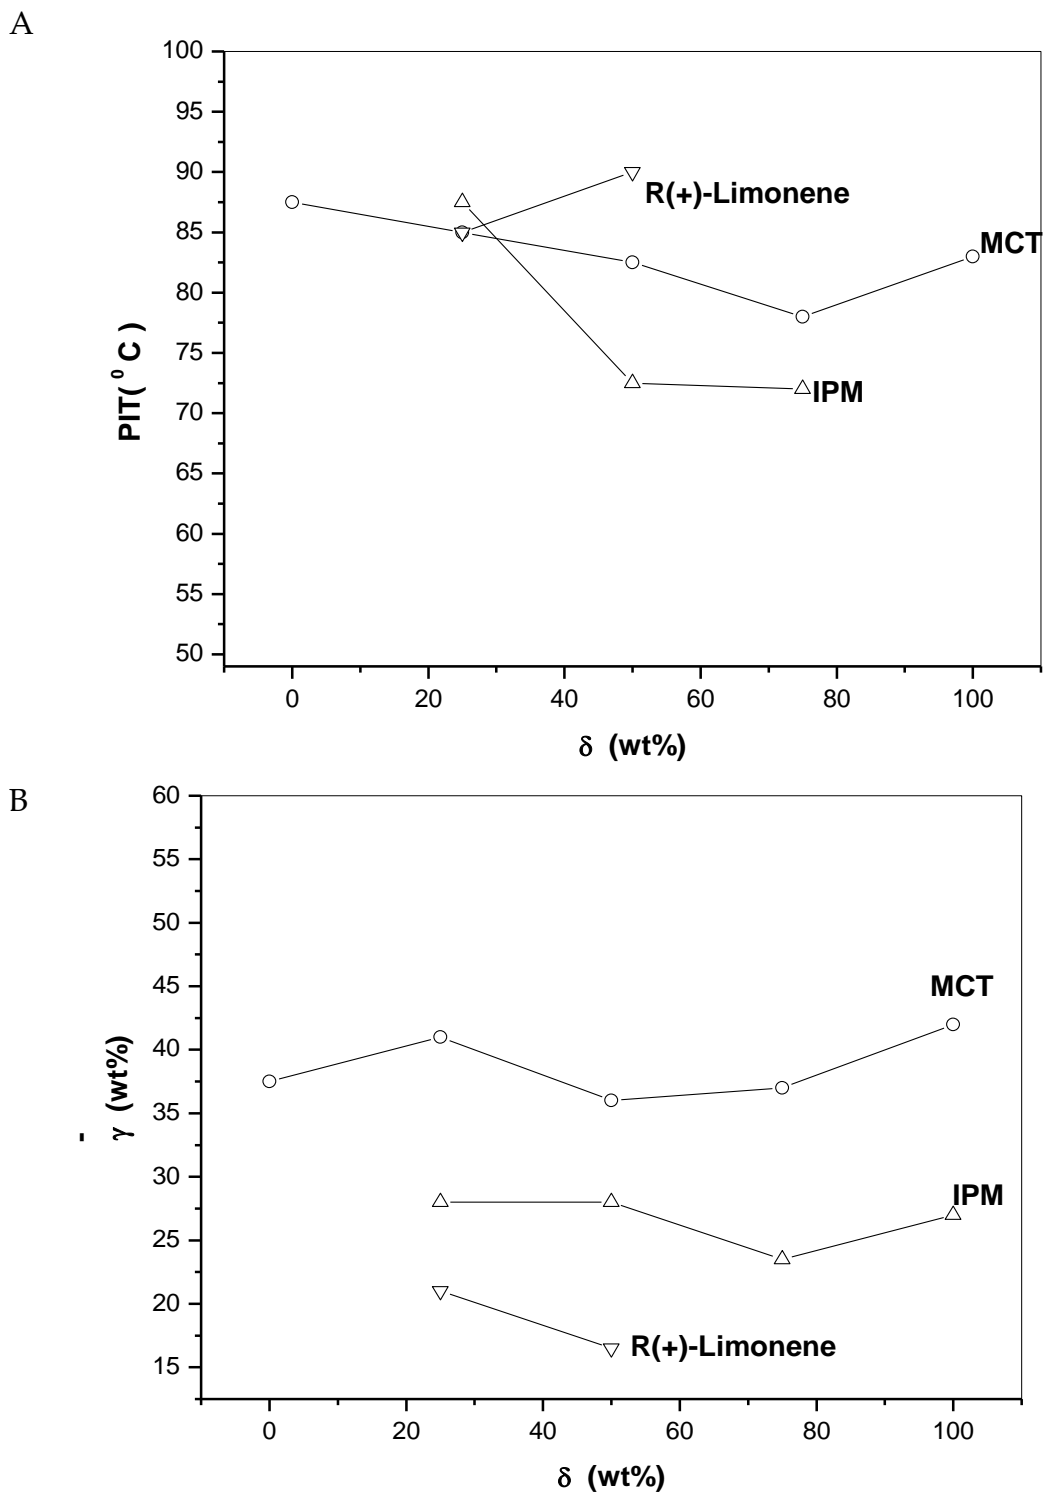 A
100
95
90
85
80
75
70
65
60
55
50
PIT( ⁰ C )
R(+)-Limonene
MCT
IPM
0 20 40 60 80 100
δ (wt%)
B
60
55
50
45
40
35
30
25
20
15
- γ (wt%)
MCT
IPM
R(+)-Limonene
0 20 40 60 80 100
δ (wt%)